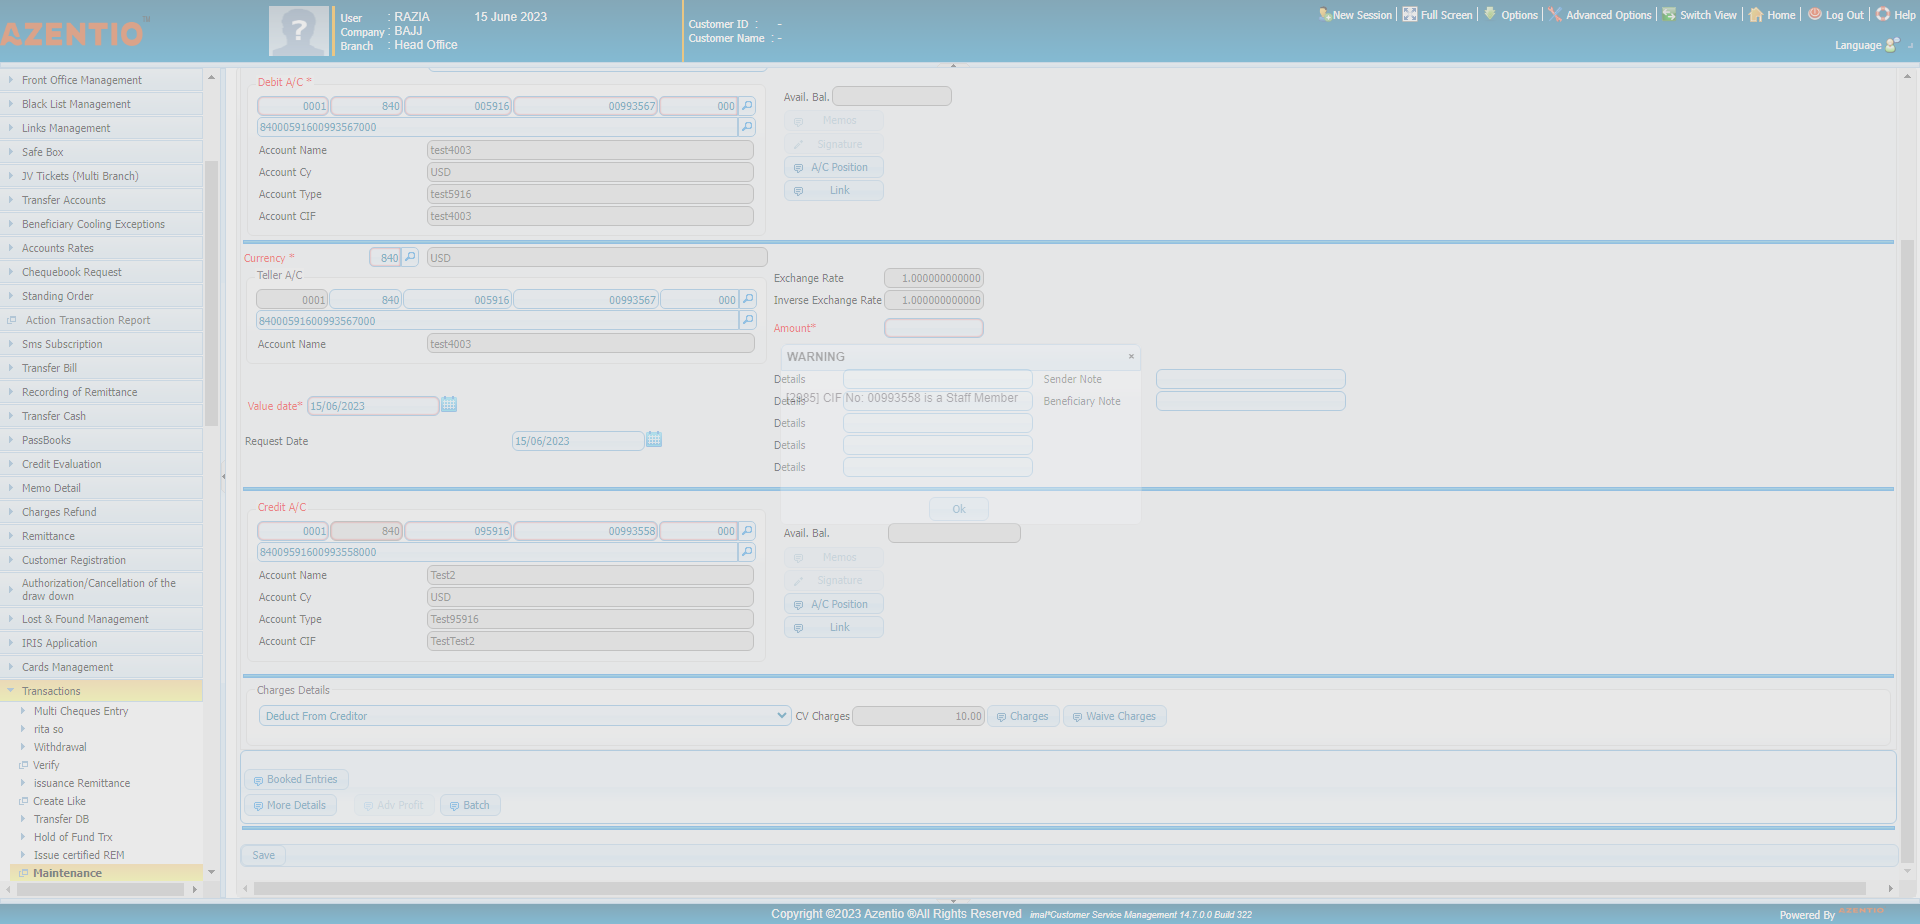 AZENTIO™
User : RAZIA 15 June 2023
Company : BAJJ
Branch : Head Office
Customer ID : -
Customer Name : -
New Session Full Screen Options Advanced Options Switch View Home Log Out Help
Language
Front Office Management
Black List Management
Links Management
Safe Box
JV Tickets (Multi Branch)
Transfer Accounts
Beneficiary Cooling Exceptions
Accounts Rates
Chequebook Request
Standing Order
Action Transaction Report
Sms Subscription
Transfer Bill
Recording of Remittance
Transfer Cash
PassBooks
Credit Evaluation
Memo Detail
Charges Refund
Remittance
Customer Registration
Authorization/Cancellation of the
draw down
Lost & Found Management
IRIS Application
Cards Management
Transactions
Multi Cheques Entry
rita so
Withdrawal
Verify
issuance Remittance
Create Like
Transfer DB
Hold of Fund Trx
Issue certified REM
Maintenance
Debit A/C *
0001 840 005916 00993567 000
84000591600993567000
Account Name test4003
Account Cy USD
Account Type test5916
Account CIF test4003
Avail. Bal.
Memos
Signature
A/C Position
Link
Currency * 840 USD
Teller A/C
0001 840 005916 00993567 000
84000591600993567000
Account Name test4003
Exchange Rate 1.000000000000
Inverse Exchange Rate 1.000000000000
Amount*
WARNING ×
[2985] CIF No: 00993558 is a Staff Member
Ok
Details Sender Note
Details Beneficiary Note
Details
Details
Details
Value date* 15/06/2023
Request Date 15/06/2023
Credit A/C
0001 840 095916 00993558 000
84009591600993558000
Account Name Test2
Account Cy USD
Account Type Test95916
Account CIF TestTest2
Avail. Bal.
Memos
Signature
A/C Position
Link
Charges Details
Deduct From Creditor CV Charges 10.00 Charges Waive Charges
Booked Entries
More Details Adv Profit Batch
Save
Copyright ©2023 Azentio ®All Rights Reserved imal*Customer Service Management 14.7.0.0 Build 322
Powered By AZENTIO